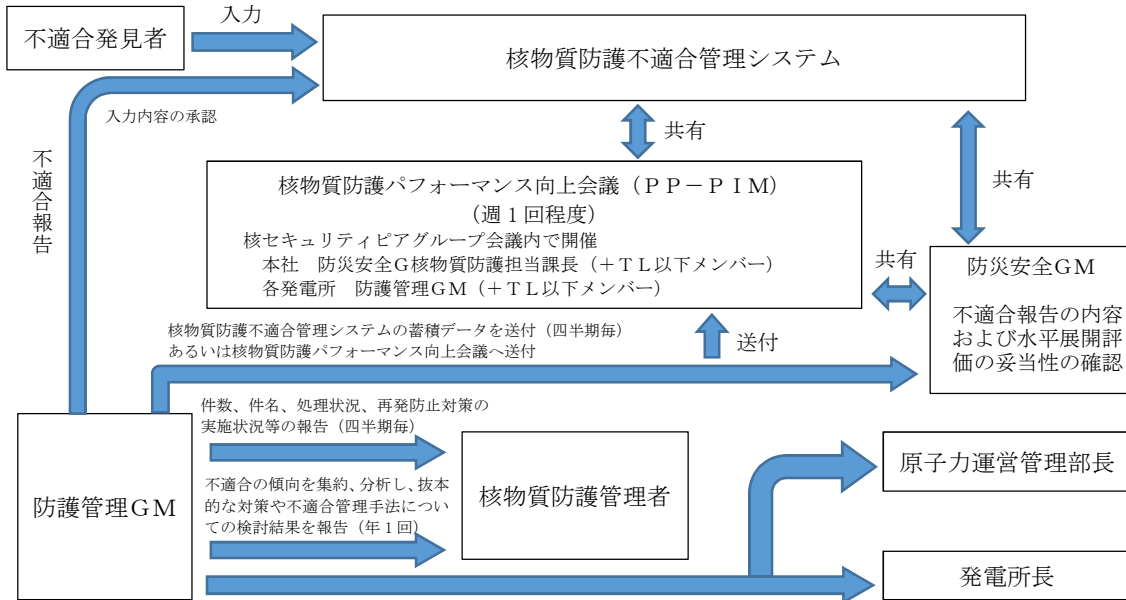 不適合発見者
入力
核物質防護不適合管理システム
入力内容の承認
不適合報告
共有
共有
核物質防護パフォーマンス向上会議（ＰＰ－ＰＩＭ）
（週１回程度）
核セキュリティピアグループ会議内で開催
本社　防災安全Ｇ核物質防護担当課長（＋ＴＬ以下メンバー）
各発電所　防護管理ＧＭ（＋ＴＬ以下メンバー）
共有
防災安全ＧＭ
不適合報告の内容
および水平展開評
価の妥当性の確認
核物質防護不適合管理システムの蓄積データを送付（四半期毎）
あるいは核物質防護パフォーマンス向上会議へ送付
送付
件数、件名、処理状況、再発防止対策の
実施状況等の報告（四半期毎）
不適合の傾向を集約、分析し、抜本
的な対策や不適合管理手法につい
ての検討結果を報告（年１回）
防護管理ＧＭ
核物質防護管理者
原子力運営管理部長
発電所長